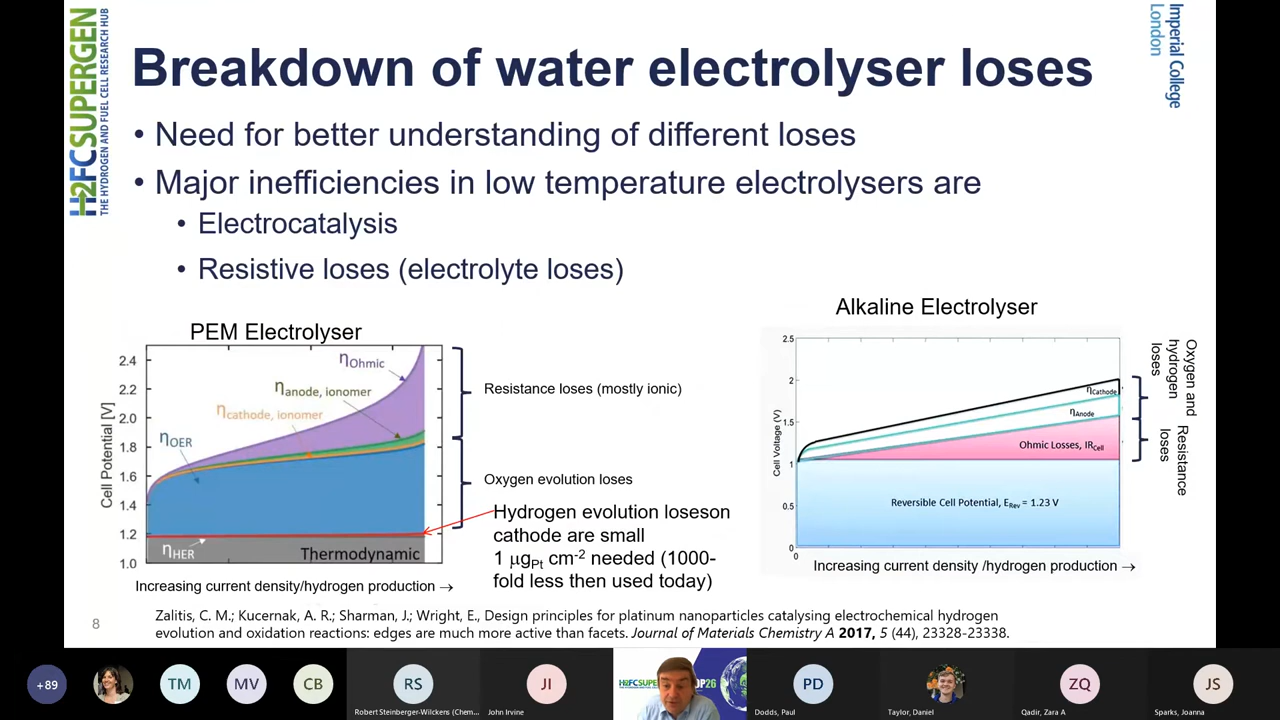 H2FCSUPERGEN
THE HYDROGEN AND FUEL CELL RESEARCH HUB
Imperial College
London
Breakdown of water electrolyser loses
• Need for better understanding of different loses
• Major inefficiencies in low temperature electrolysers are
• Electrocatalysis
• Resistive loses (electrolyte loses)
PEM Electrolyser
Cell Potential [V]
2.4
2.2
2.0
1.8
1.6
1.4
1.2
1.0
ηOhmic
ηanode, ionomer
ηcathode, ionomer
ηOER
ηHER
Thermodynamic
Increasing current density/hydrogen production →
Resistance loses (mostly ionic)
Oxygen evolution loses
Hydrogen evolution loseson
cathode are small
1 μgPt cm-2 needed (1000-
fold less then used today)
Alkaline Electrolyser
Cell Voltage (V)
2.5
2
1.5
1
0.5
0
0
ηCathode
ηAnode
Ohmic Losses, IRCell
Reversible Cell Potential, ERev = 1.23 V
Increasing current density /hydrogen production →
Oxygen and
hydrogen
loses
Resistance
loses
Zalitis, C. M.; Kucernak, A. R.; Sharman, J.; Wright, E., Design principles for platinum nanoparticles catalysing electrochemical hydrogen
evolution and oxidation reactions: edges are much more active than facets. Journal of Materials Chemistry A 2017, 5 (44), 23328-23338.
8
+89
TM
MV
CB
RS
Robert Steinberger-Wilckens (Chem...
JI
John Irvine
H2FCSUPE
OP26
PD
Dodds, Paul
Taylor, Daniel
ZQ
Qadir, Zara A
JS
Sparks, Joanna